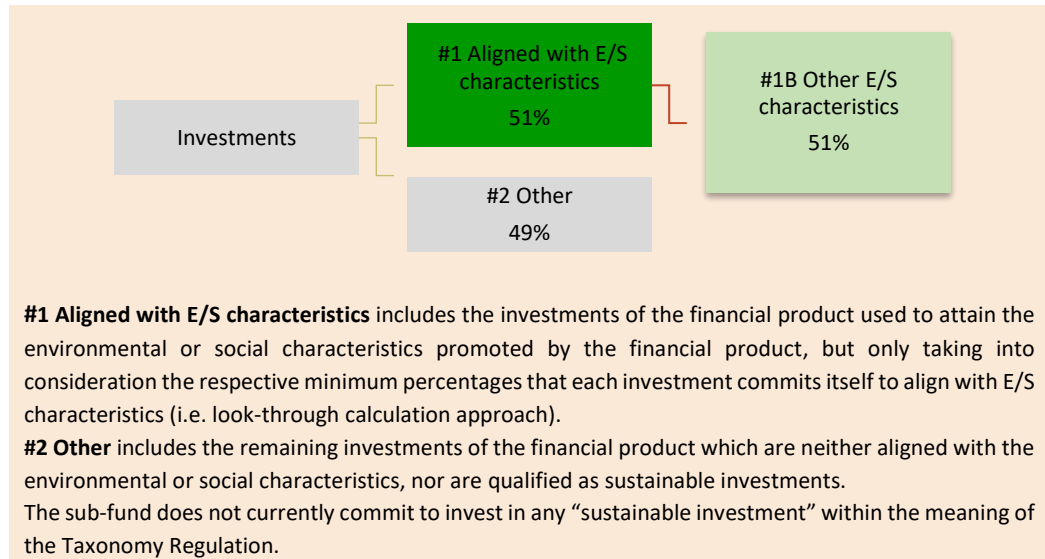 #1 Aligned with E/S
characteristics
51%
#1B Other E/S
characteristics
51%
Investments
#2 Other
49%
#1 Aligned with E/S characteristics includes the investments of the financial product used to attain the
environmental or social characteristics promoted by the financial product, but only taking into
consideration the respective minimum percentages that each investment commits itself to align with E/S
characteristics (i.e. look-through calculation approach).
#2 Other includes the remaining investments of the financial product which are neither aligned with the
environmental or social characteristics, nor are qualified as sustainable investments.
The sub-fund does not currently commit to invest in any “sustainable investment” within the meaning of
the Taxonomy Regulation.